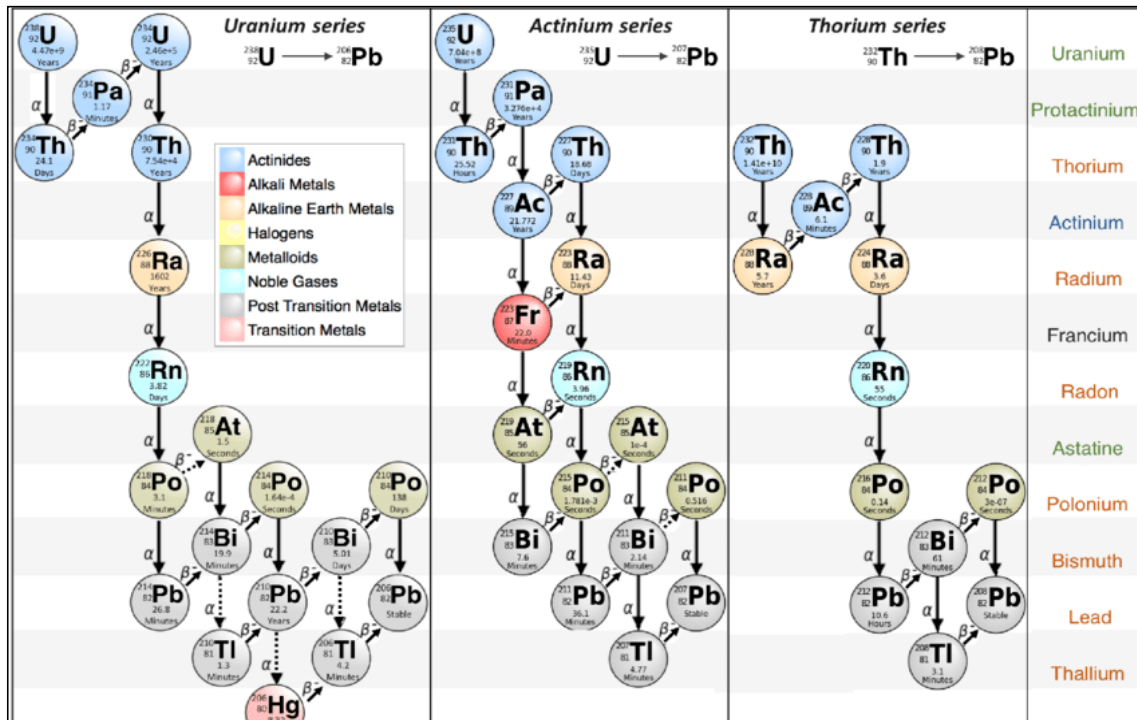 Uranium series
238 92 U → 206 82 Pb
238 92 U 4.47e+9 Years
α
234 90 Th 24.1 Days
β-
234 91 Pa 1.17 Minutes
β-
234 92 U 2.46e+5 Years
α
230 90 Th 7.54e+4 Years
α
226 88 Ra 1602 Years
α
222 86 Rn 3.82 Days
α
218 84 Po 3.1 Minutes
β-
218 85 At 1.5 Seconds
α
α
214 82 Pb 26.8 Minutes
β-
214 83 Bi 19.9 Minutes
β-
214 84 Po 1.64e-4 Seconds
α
α
210 81 Tl 1.3 Minutes
β-
210 82 Pb 22.2 Years
β-
210 83 Bi 5.01 Days
β-
210 84 Po 138 Days
α
α
α
206 80 Hg
β-
206 81 Tl 4.2 Minutes
β-
206 82 Pb Stable
Actinides
Alkali Metals
Alkaline Earth Metals
Halogens
Metalloids
Noble Gases
Post Transition Metals
Transition Metals
Actinium series
235 92 U → 207 82 Pb
235 92 U 7.04e+8 Years
α
231 90 Th 25.52 Hours
β-
231 91 Pa 3.276e+4 Years
α
227 89 Ac 21.772 Years
β-
227 90 Th 18.68 Days
α
α
223 87 Fr 22.0 Minutes
β-
223 88 Ra 11.43 Days
α
α
219 85 At 56 Seconds
β-
219 86 Rn 3.96 Seconds
α
α
215 83 Bi 7.6 Minutes
β-
215 84 Po 1.781e-3 Seconds
β-
215 85 At 1e-4 Seconds
α
α
211 82 Pb 36.1 Minutes
β-
211 83 Bi 2.14 Minutes
β-
211 84 Po 0.516 Seconds
α
α
207 81 Tl 4.77 Minutes
β-
207 82 Pb Stable
Thorium series
232 90 Th → 208 82 Pb
232 90 Th 1.41e+10 Years
α
228 88 Ra 5.7 Years
β-
228 89 Ac 6.1 Minutes
β-
228 90 Th 1.9 Years
α
224 88 Ra 3.6 Days
α
220 86 Rn 55 Seconds
α
216 84 Po 0.14 Seconds
α
212 82 Pb 10.6 Hours
β-
212 83 Bi 61 Minutes
β-
212 84 Po 3e-07 Seconds
α
α
208 81 Tl 3.1 Minutes
β-
208 82 Pb Stable
Uranium
Protactinium
Thorium
Actinium
Radium
Francium
Radon
Astatine
Polonium
Bismuth
Lead
Thallium